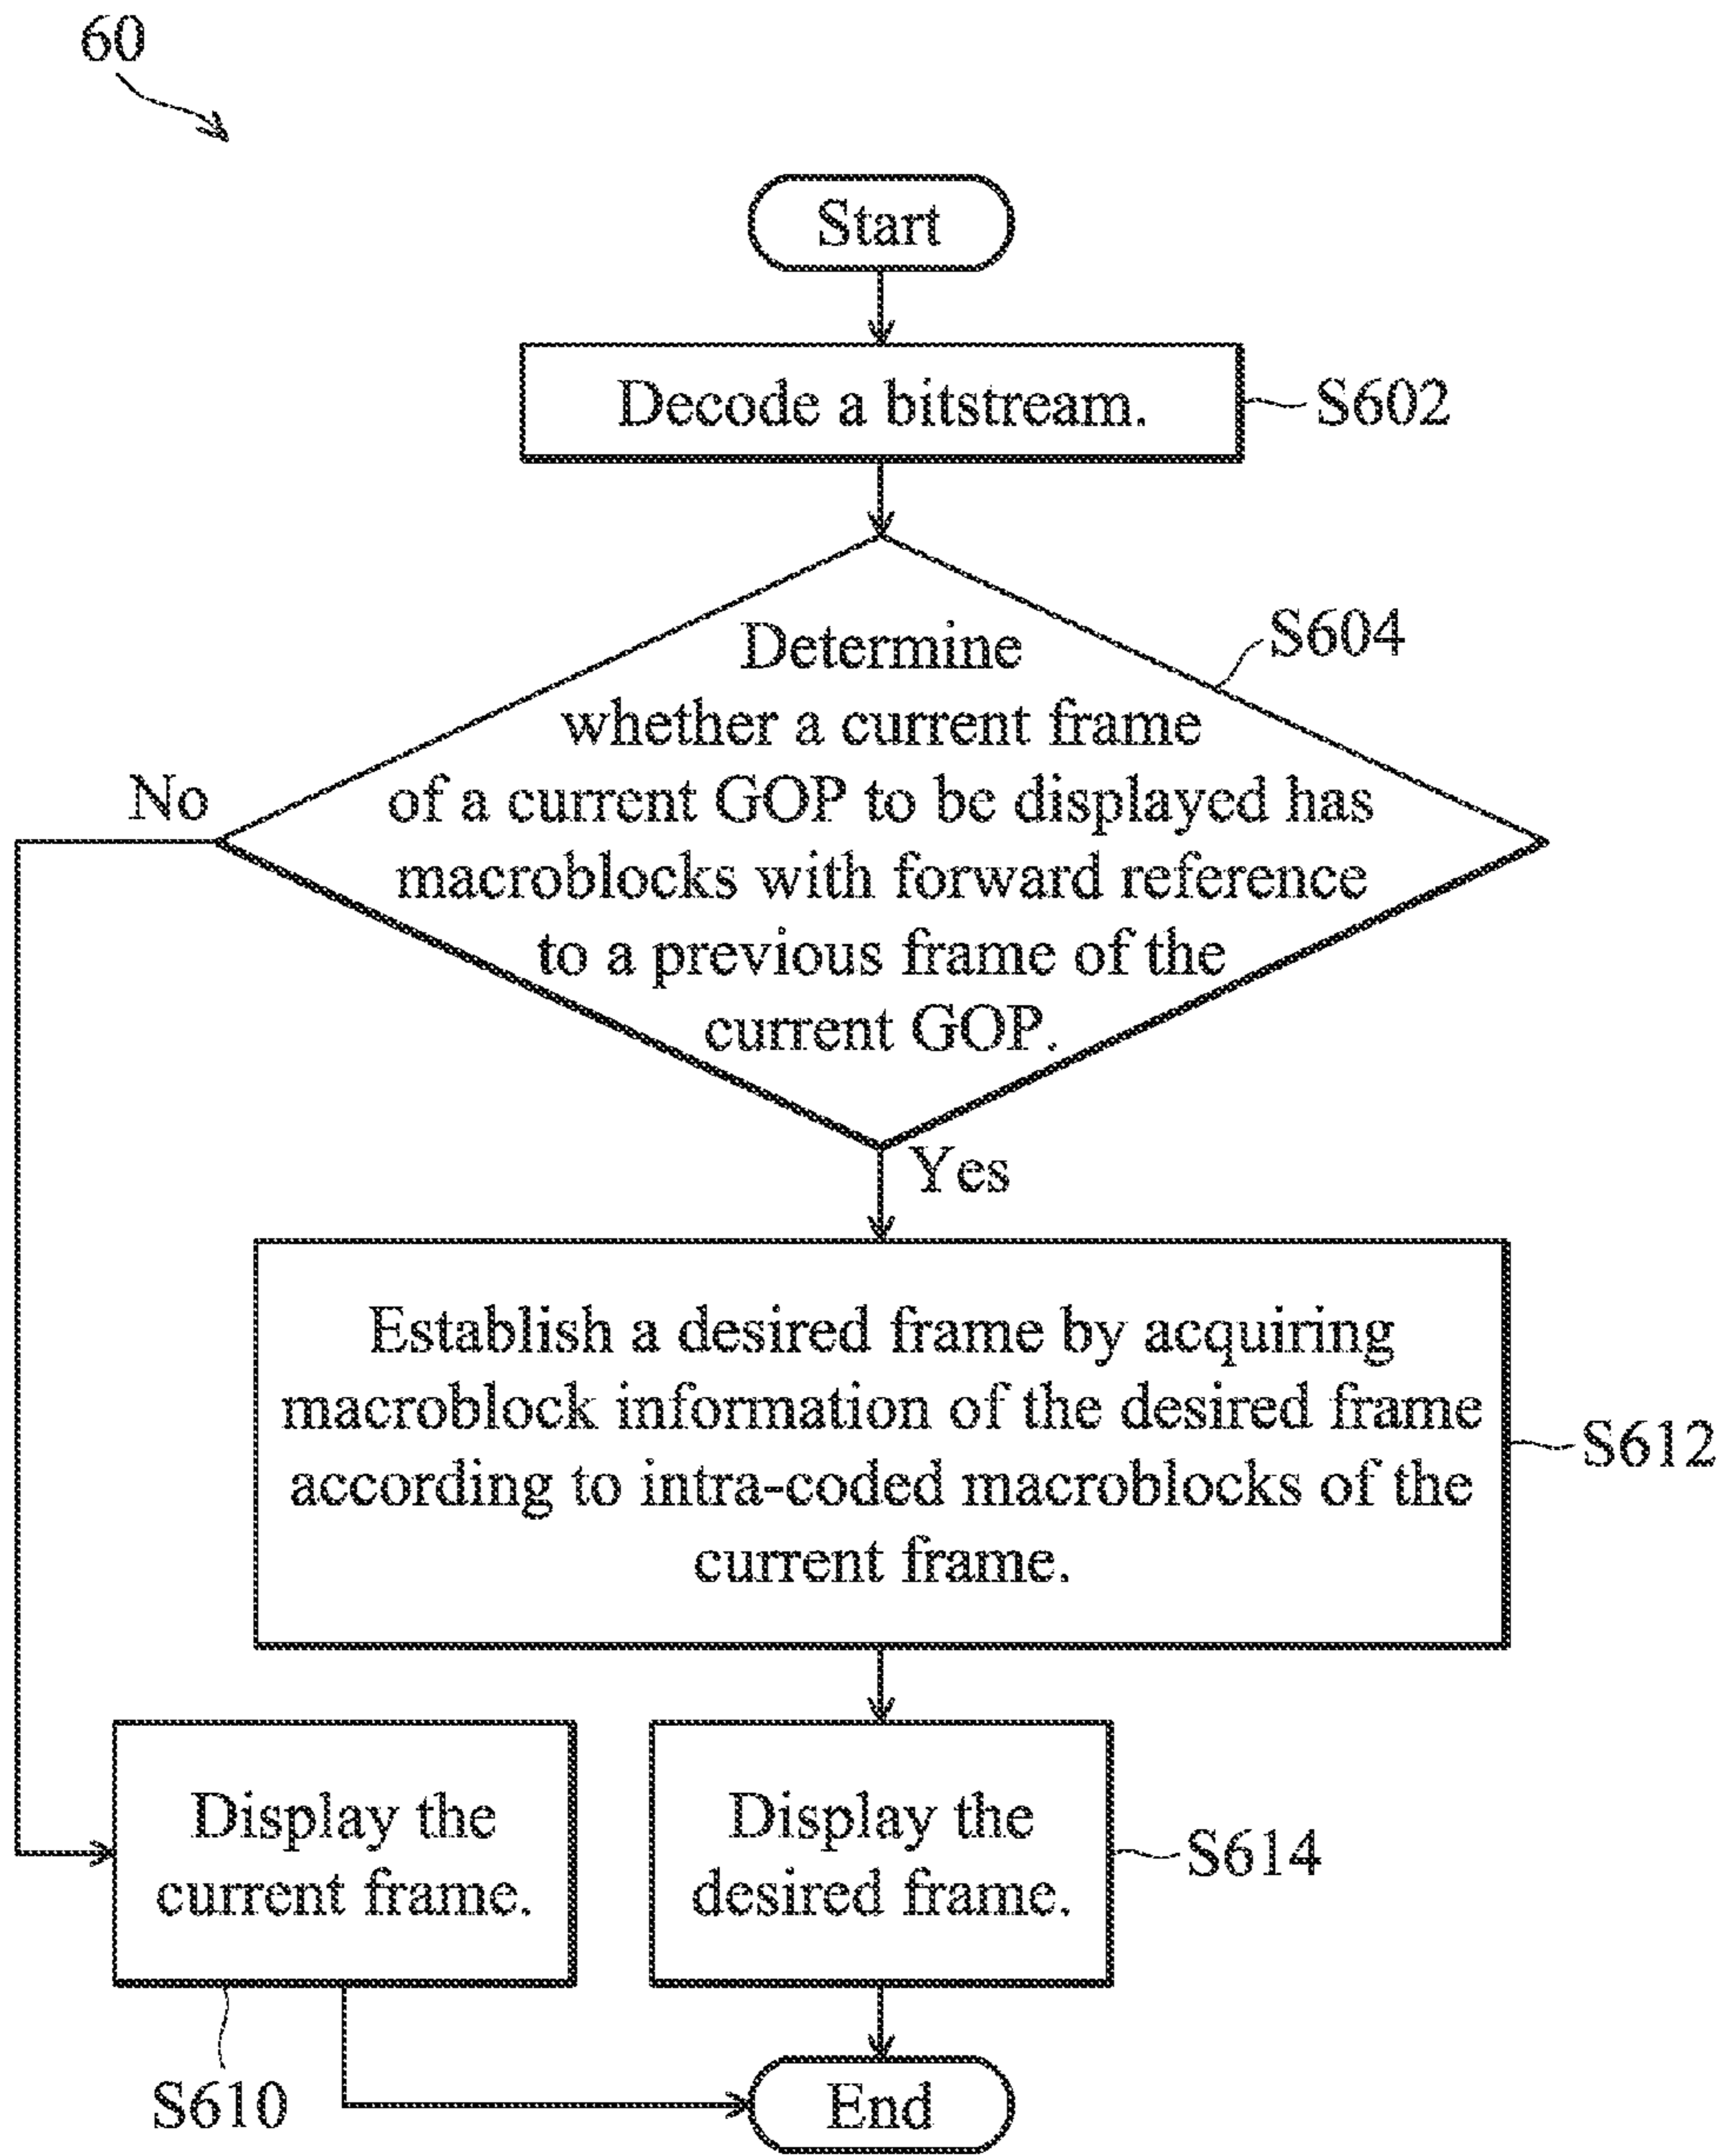 60
Start
Decode a bitstream.
S602
Determine
whether a current frame
of a current GOP to be displayed has
macroblocks with forward reference
to a previous frame of the
current GOP.
S604
No
Yes
Establish a desired frame by acquiring
macroblock information of the desired frame
according to intra-coded macroblocks of the
current frame.
S612
Display the
current frame.
S610
Display the
desired frame.
S614
End